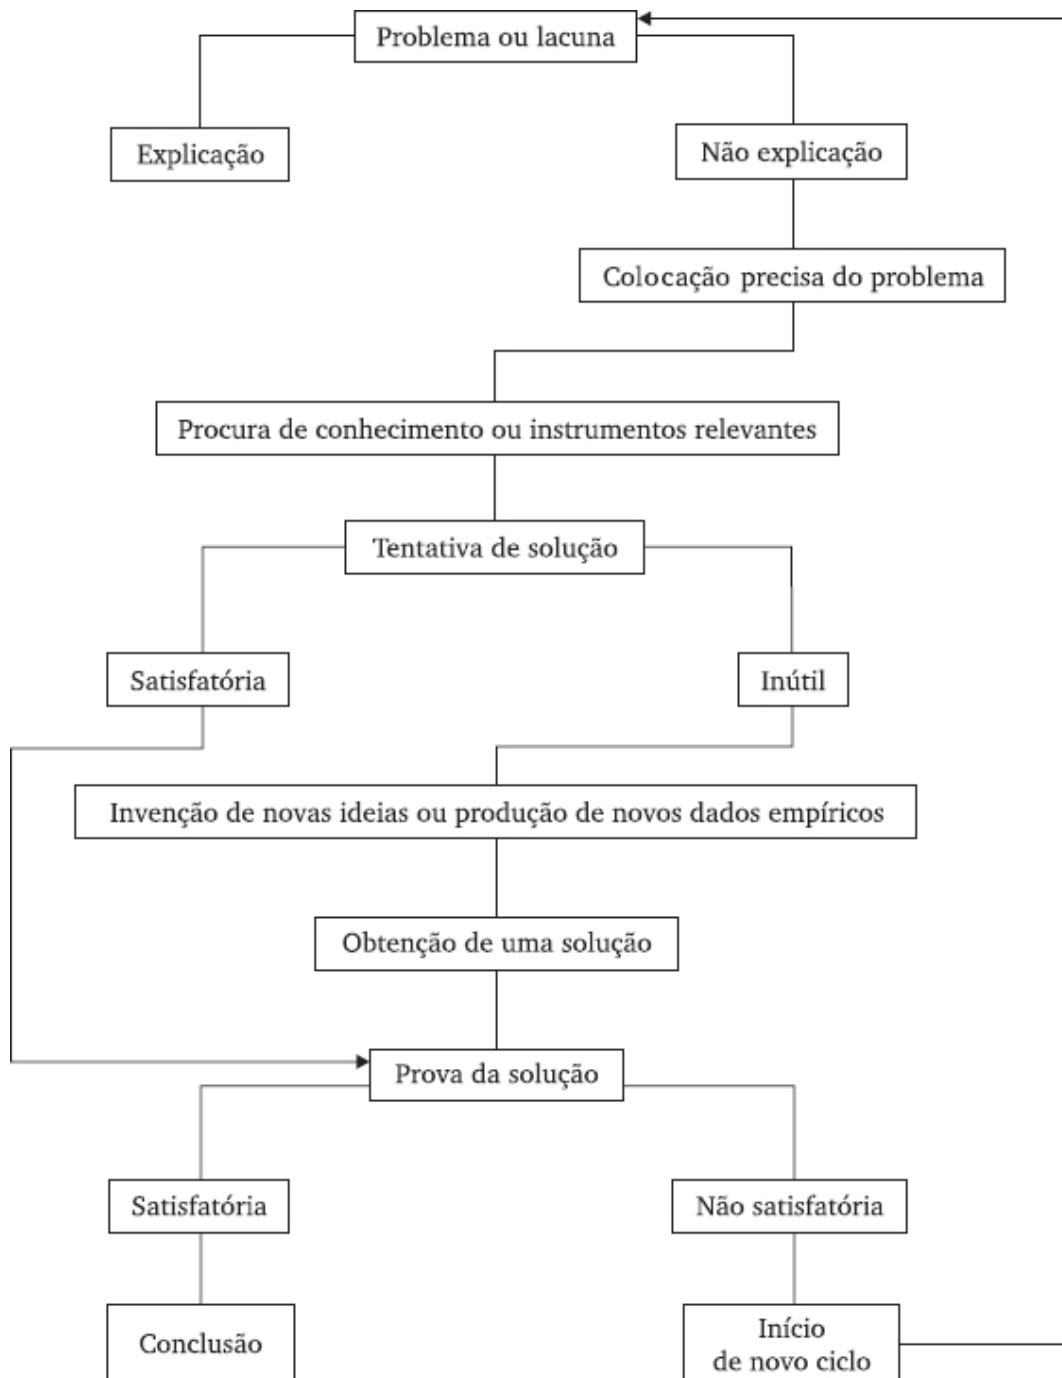 Problema ou lacuna
Explicação
Não explicação
Colocação precisa do problema
Procura de conhecimento ou instrumentos relevantes
Tentativa de solução
Satisfatória
Inútil
Invenção de novas ideias ou produção de novos dados empíricos
Obtenção de uma solução
Prova da solução
Satisfatória
Não satisfatória
Conclusão
Início
de novo ciclo